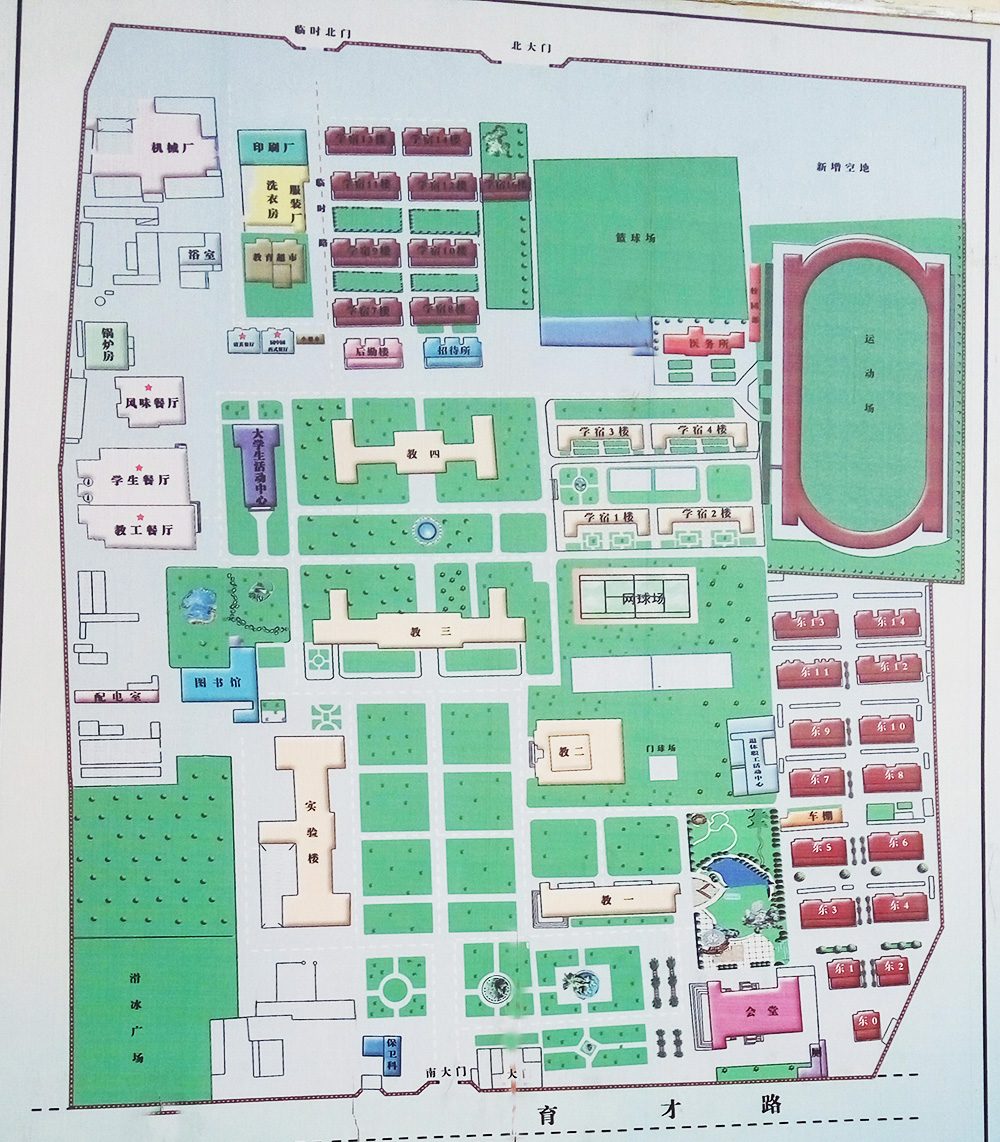 临时北门
北大门
机械厂
印刷厂
学宿13楼
学宿14楼
新增空地
洗衣房
服装厂
临时路
学宿11楼
学宿12楼
学宿15楼
篮球场
浴室
教育超市
学宿9楼
学宿10楼
学宿7楼
学宿8楼
锅炉房
后勤楼
招待所
医务所
运动场
风味餐厅
大学生活动中心
教四
学宿3楼
学宿4楼
学生餐厅
教工餐厅
学宿1楼
学宿2楼
网球场
教三
东13
东14
图书馆
东11
东12
配电室
教二
门球场
退休职工活动中心
东9
东10
东7
东8
实验楼
车棚
东5
东6
教一
东3
东4
滑冰广场
东1
东2
会堂
东0
保卫科
南大门
育才路